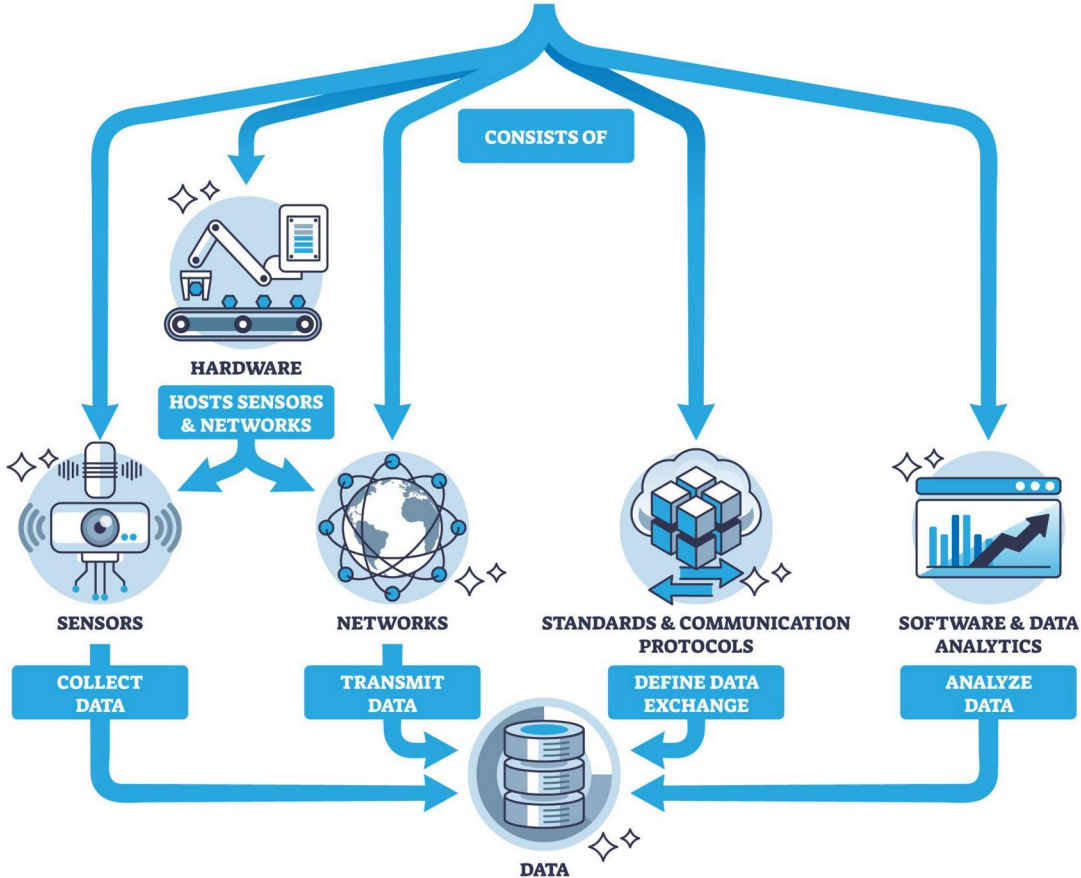 CONSISTS OF
HARDWARE
HOSTS SENSORS
& NETWORKS
SENSORS
NETWORKS
STANDARDS & COMMUNICATION
PROTOCOLS
SOFTWARE & DATA
ANALYTICS
COLLECT
DATA
TRANSMIT
DATA
DEFINE DATA
EXCHANGE
ANALYZE
DATA
DATA